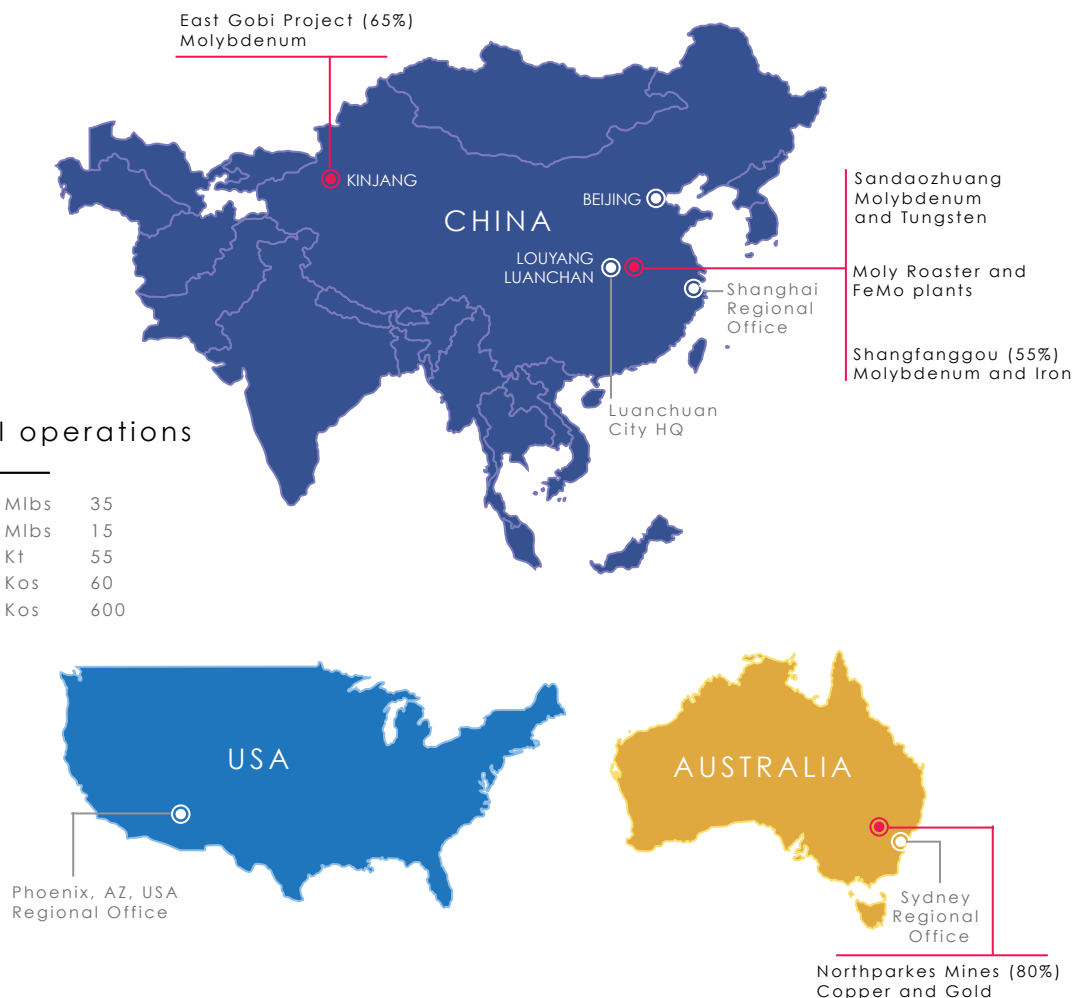 East Gobi Project (65%)
Molybdenum
KINJANG
BEIJING
CHINA
LOUYANG
LUANCHAN
Sandaozhuang
Molybdenum
and Tungsten
Moly Roaster and
FeMo plants
Shangfanggou (55%)
Molybdenum and Iron
Shanghai
Regional
Office
Luanchuan
City HQ
l operations
Mlbs 35
Mlbs 15
Kt 55
Kos 60
Kos 600
USA
Phoenix, AZ, USA
Regional Office
AUSTRALIA
Sydney
Regional
Office
Northparkes Mines (80%)
Copper and Gold